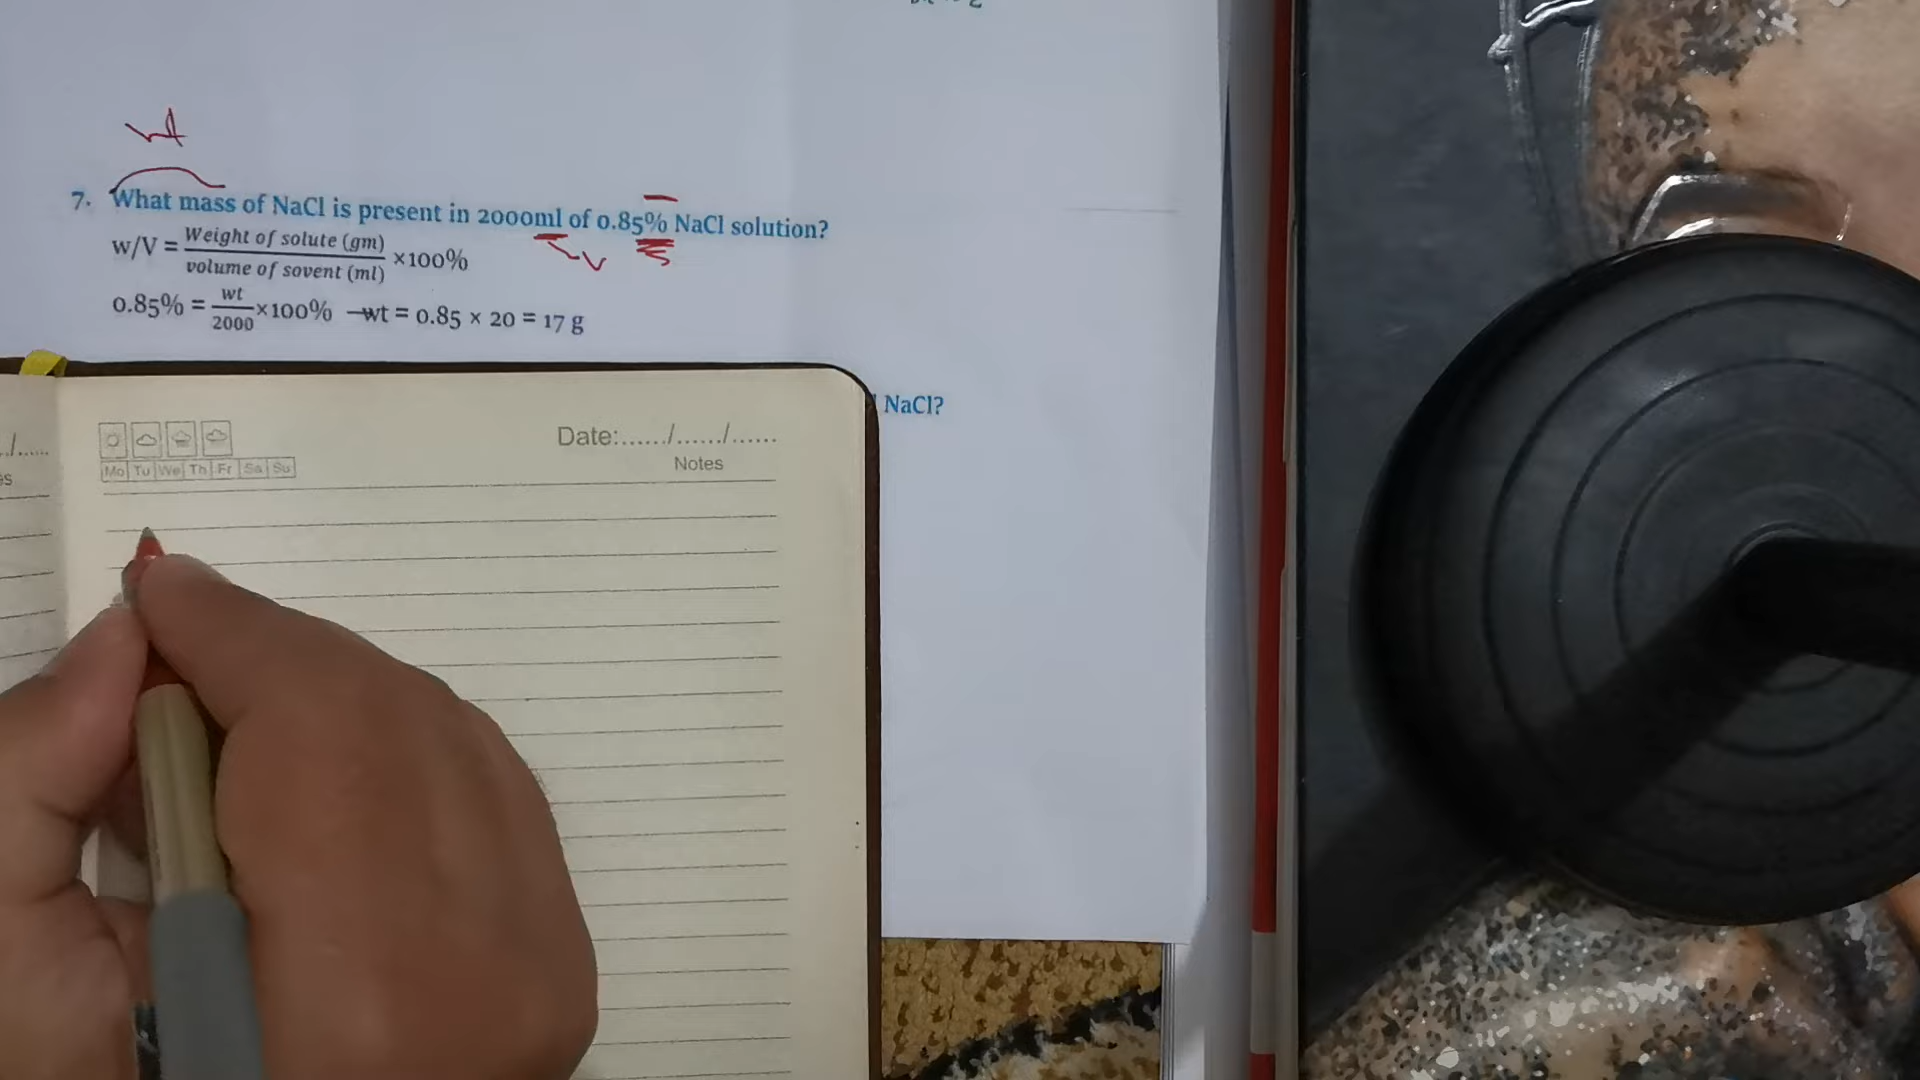 wt
7. What mass of NaCl is present in 2000ml of 0.85% NaCl solution?
V
w/V = Weight of solute (gm) / volume of sovent (ml) ×100%
0.85% = wt / 2000 ×100% →wt = 0.85 × 20 = 17 g
NaCl?
Date:....../....../......
Mo Tu We Th Fr Sa Su
Notes